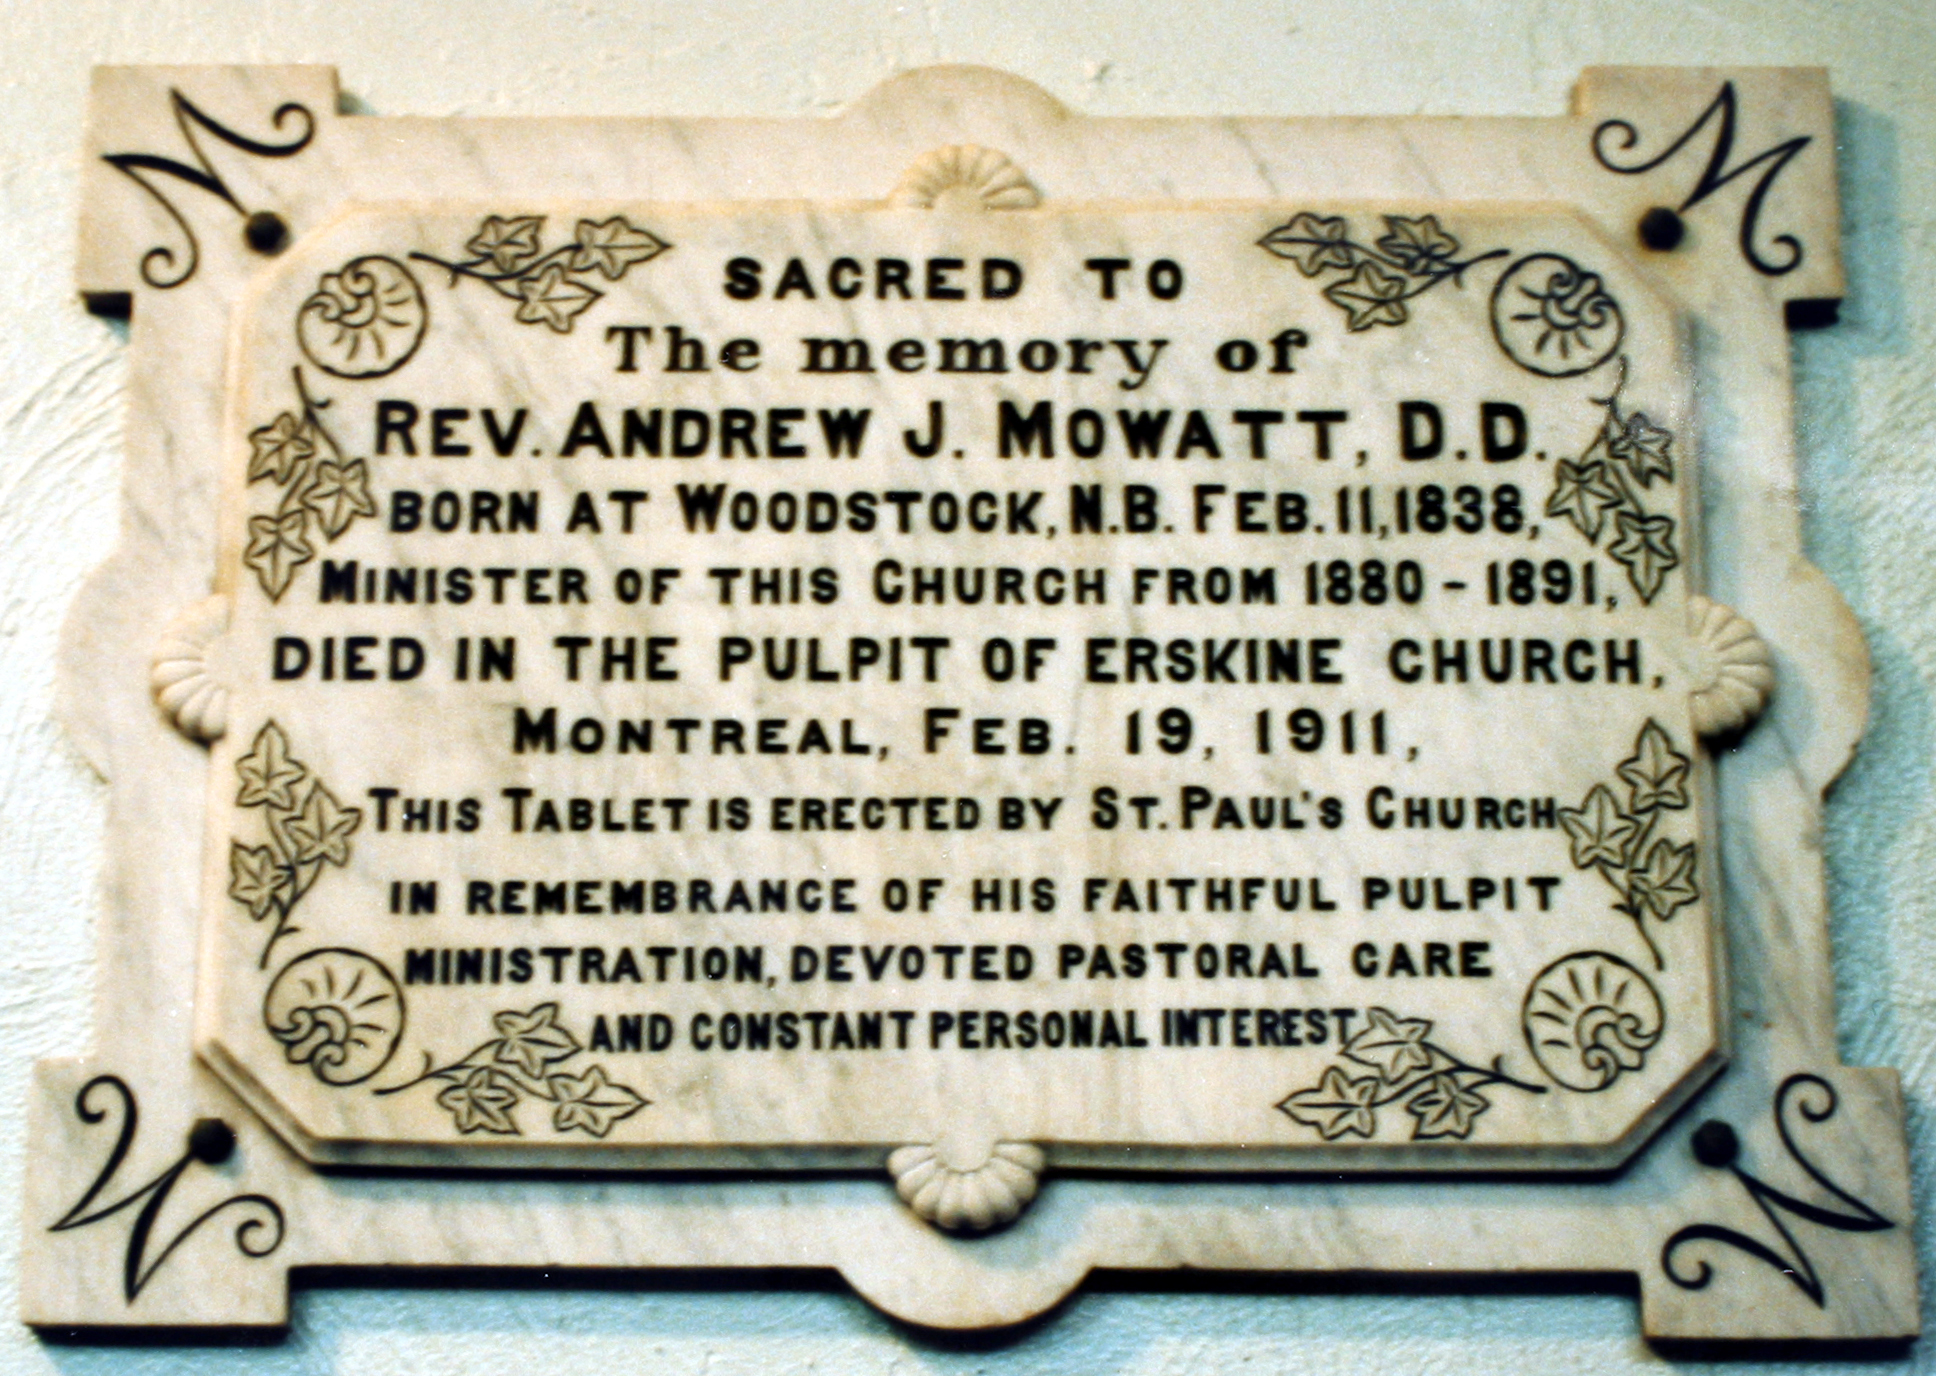 M M
SACRED TO
The memory of
REV. ANDREW J. MOWATT, D.D.
BORN AT WOODSTOCK, N.B. FEB. 11, 1838,
MINISTER OF THIS CHURCH FROM 1880 - 1891,
DIED IN THE PULPIT OF ERSKINE CHURCH,
MONTREAL, FEB. 19, 1911,
THIS TABLET IS ERECTED BY ST. PAUL'S CHURCH
IN REMEMBRANCE OF HIS FAITHFUL PULPIT
MINISTRATION, DEVOTED PASTORAL CARE
AND CONSTANT PERSONAL INTEREST
M M